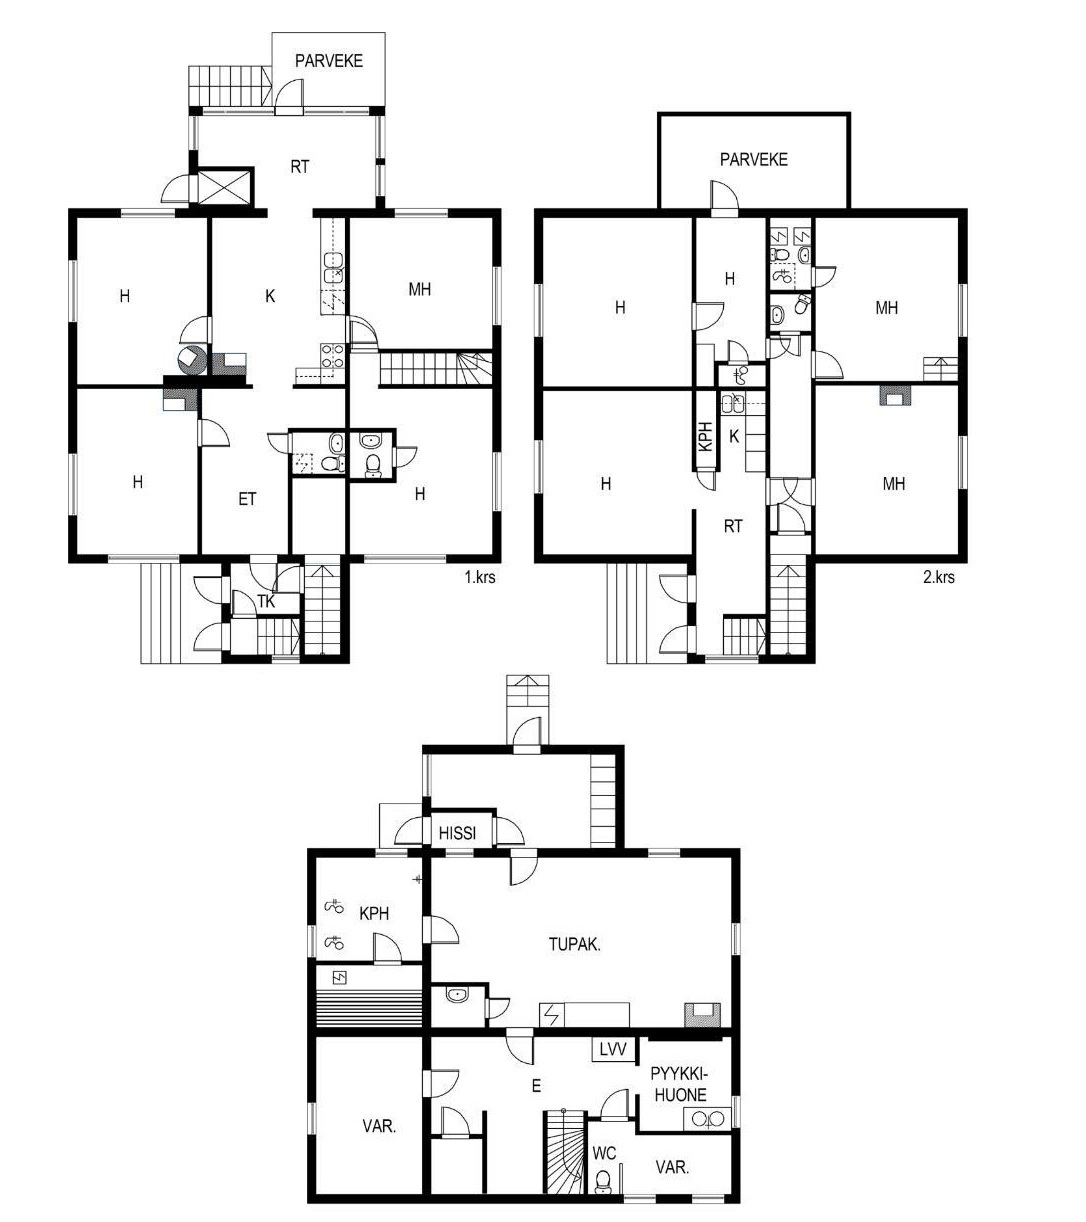 PARVEKE
RT
H
K
MH
H
ET
H
TK
1.krs
PARVEKE
H
H
MH
H
KPH
K
MH
RT
2.krs
HISSI
KPH
TUPAK.
LVV
E
PYYKKI-
HUONE
VAR.
WC
VAR.